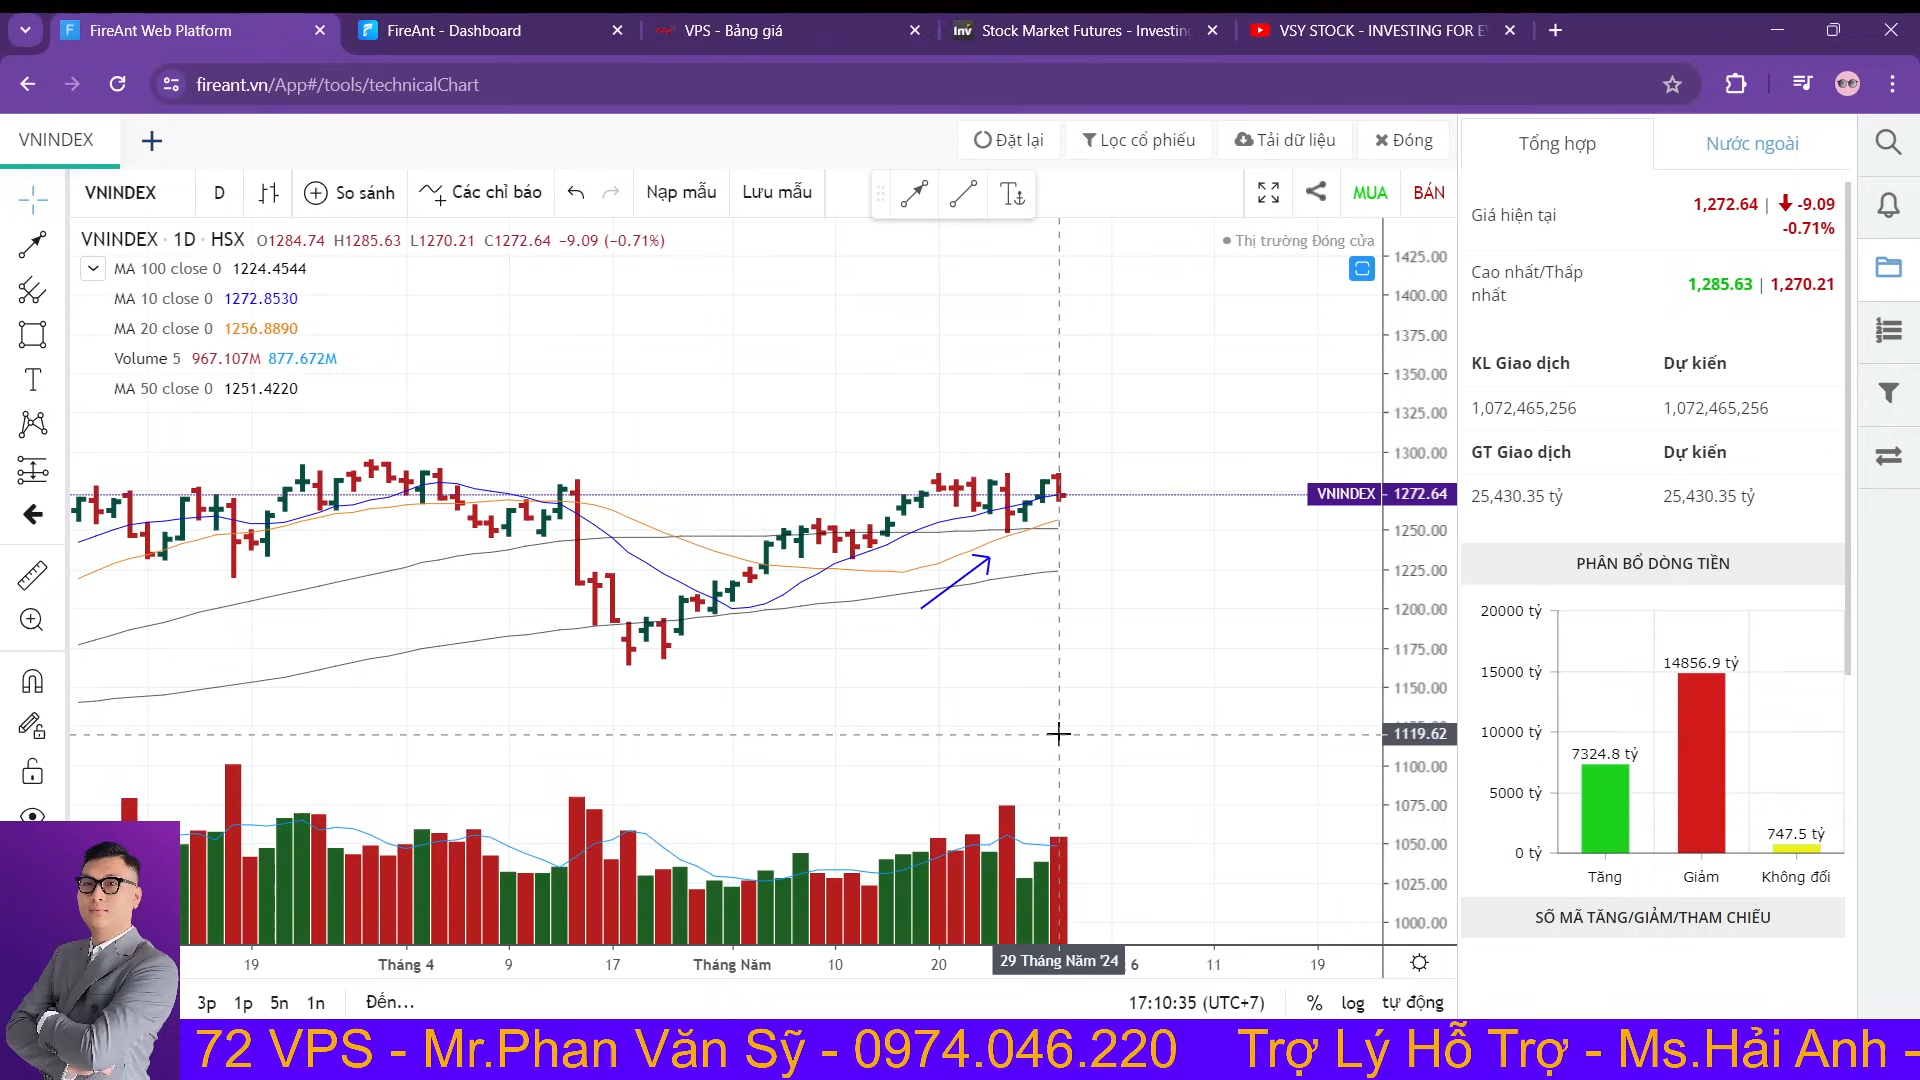 FireAnt Web Platform
FireAnt - Dashboard
VPS - Bảng giá
Stock Market Futures - Investing
VSY STOCK - INVESTING FOR E
fireant.vn/App#/tools/technicalChart
VNINDEX
Đặt lại
Lọc cổ phiếu
Tải dữ liệu
Đóng
Tổng hợp
Nước ngoài
VNINDEX
D
So sánh
Các chỉ báo
Nạp mẫu
Lưu mẫu
MUA
BÁN
VNINDEX · 1D · HSX O1284.74 H1285.63 L1270.21 C1272.64 −9.09 (−0.71%)
Thị trường Đóng cửa
MA 100 close 0 1224.4544
MA 10 close 0 1272.8530
MA 20 close 0 1256.8890
Volume 5 967.107M 877.672M
MA 50 close 0 1251.4220
1425.00
1400.00
1375.00
1350.00
1325.00
1300.00
VNINDEX 1272.64
1250.00
1225.00
1200.00
1175.00
1150.00
1119.62
1100.00
1075.00
1050.00
1025.00
1000.00
19
Tháng 4
9
17
Tháng Năm
10
20
29 Tháng Năm '24
6
11
19
3p 1p 5n 1n
Đến...
17:10:35 (UTC+7)
%
log
tự động
Giá hiện tại
1,272.64 | -9.09
-0.71%
Cao nhất/Thấp
nhất
1,285.63 | 1,270.21
KL Giao dịch Dự kiến
1,072,465,256 1,072,465,256
GT Giao dịch Dự kiến
25,430.35 tỷ 25,430.35 tỷ
PHÂN BỔ DÒNG TIỀN
20000 tỷ
15000 tỷ
10000 tỷ
5000 tỷ
0 tỷ
7324.8 tỷ
14856.9 tỷ
747.5 tỷ
Tăng
Giảm
Không đổi
SỐ MÃ TĂNG/GIẢM/THAM CHIẾU
72 VPS - Mr.Phan Văn Sỹ - 0974.046.220 Trợ Lý Hỗ Trợ - Ms.Hải Anh -